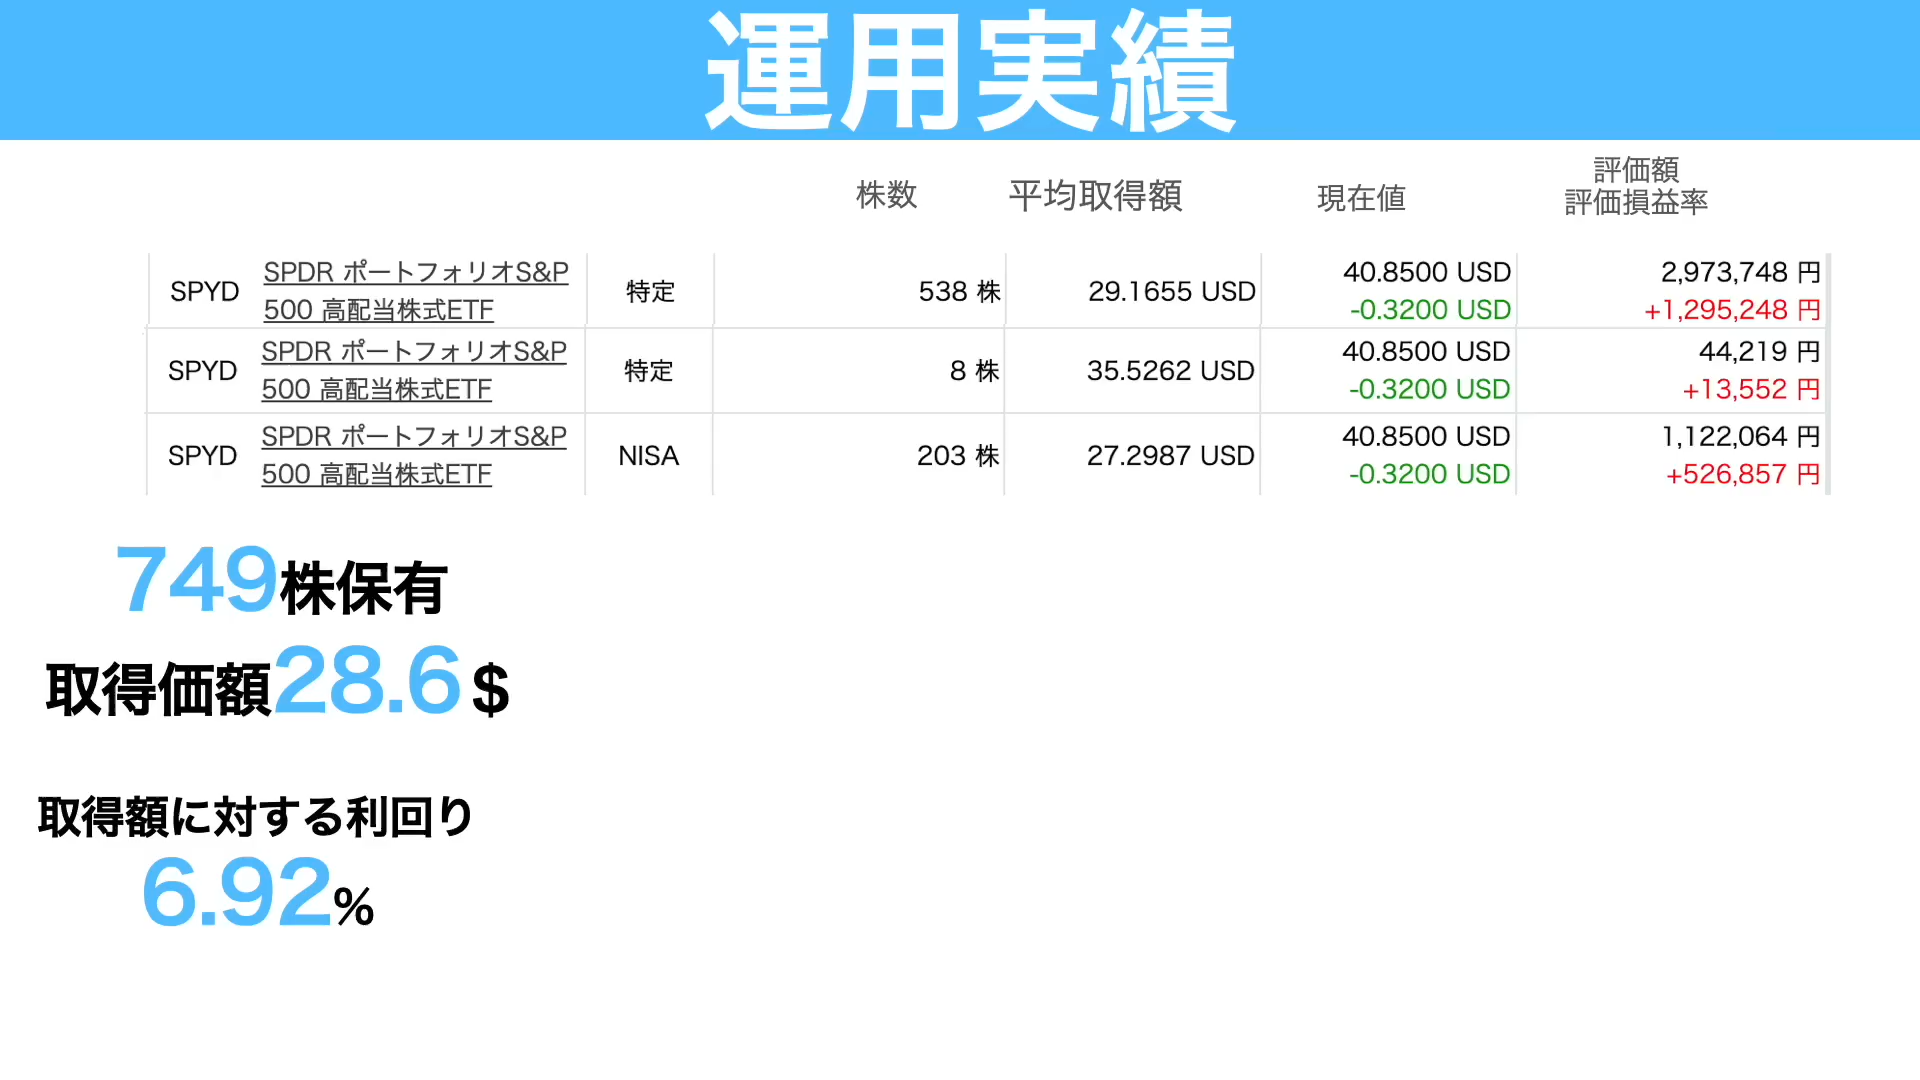 運用実績
株数 平均取得額 現在値 評価額
評価損益率
SPYD SPDR ポートフォリオS&P 特定 538 株 29.1655 USD 40.8500 USD 2,973,748 円
500 高配当株式ETF -0.3200 USD +1,295,248 円
SPYD SPDR ポートフォリオS&P 特定 8 株 35.5262 USD 40.8500 USD 44,219 円
500 高配当株式ETF -0.3200 USD +13,552 円
SPYD SPDR ポートフォリオS&P NISA 203 株 27.2987 USD 40.8500 USD 1,122,064 円
500 高配当株式ETF -0.3200 USD +526,857 円
749株保有
取得価額28.6$
取得額に対する利回り
6.92%